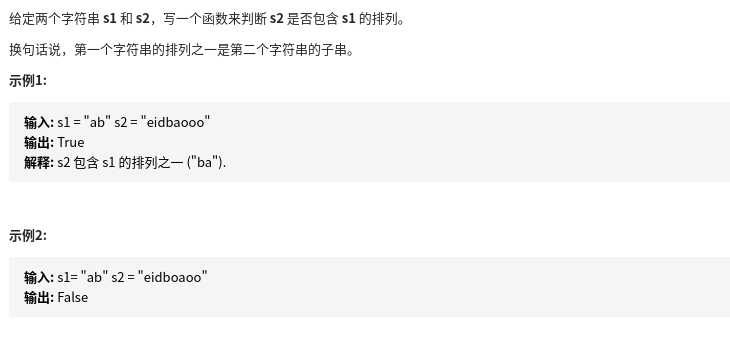 给定两个字符串 s1 和 s2，写一个函数来判断 s2 是否包含 s1 的排列。
换句话说，第一个字符串的排列之一是第二个字符串的子串。
示例1:
输入: s1 = "ab" s2 = "eidbaooo"
输出: True
解释: s2 包含 s1 的排列之一 ("ba").
示例2:
输入: s1= "ab" s2 = "eidboaoo"
输出: False